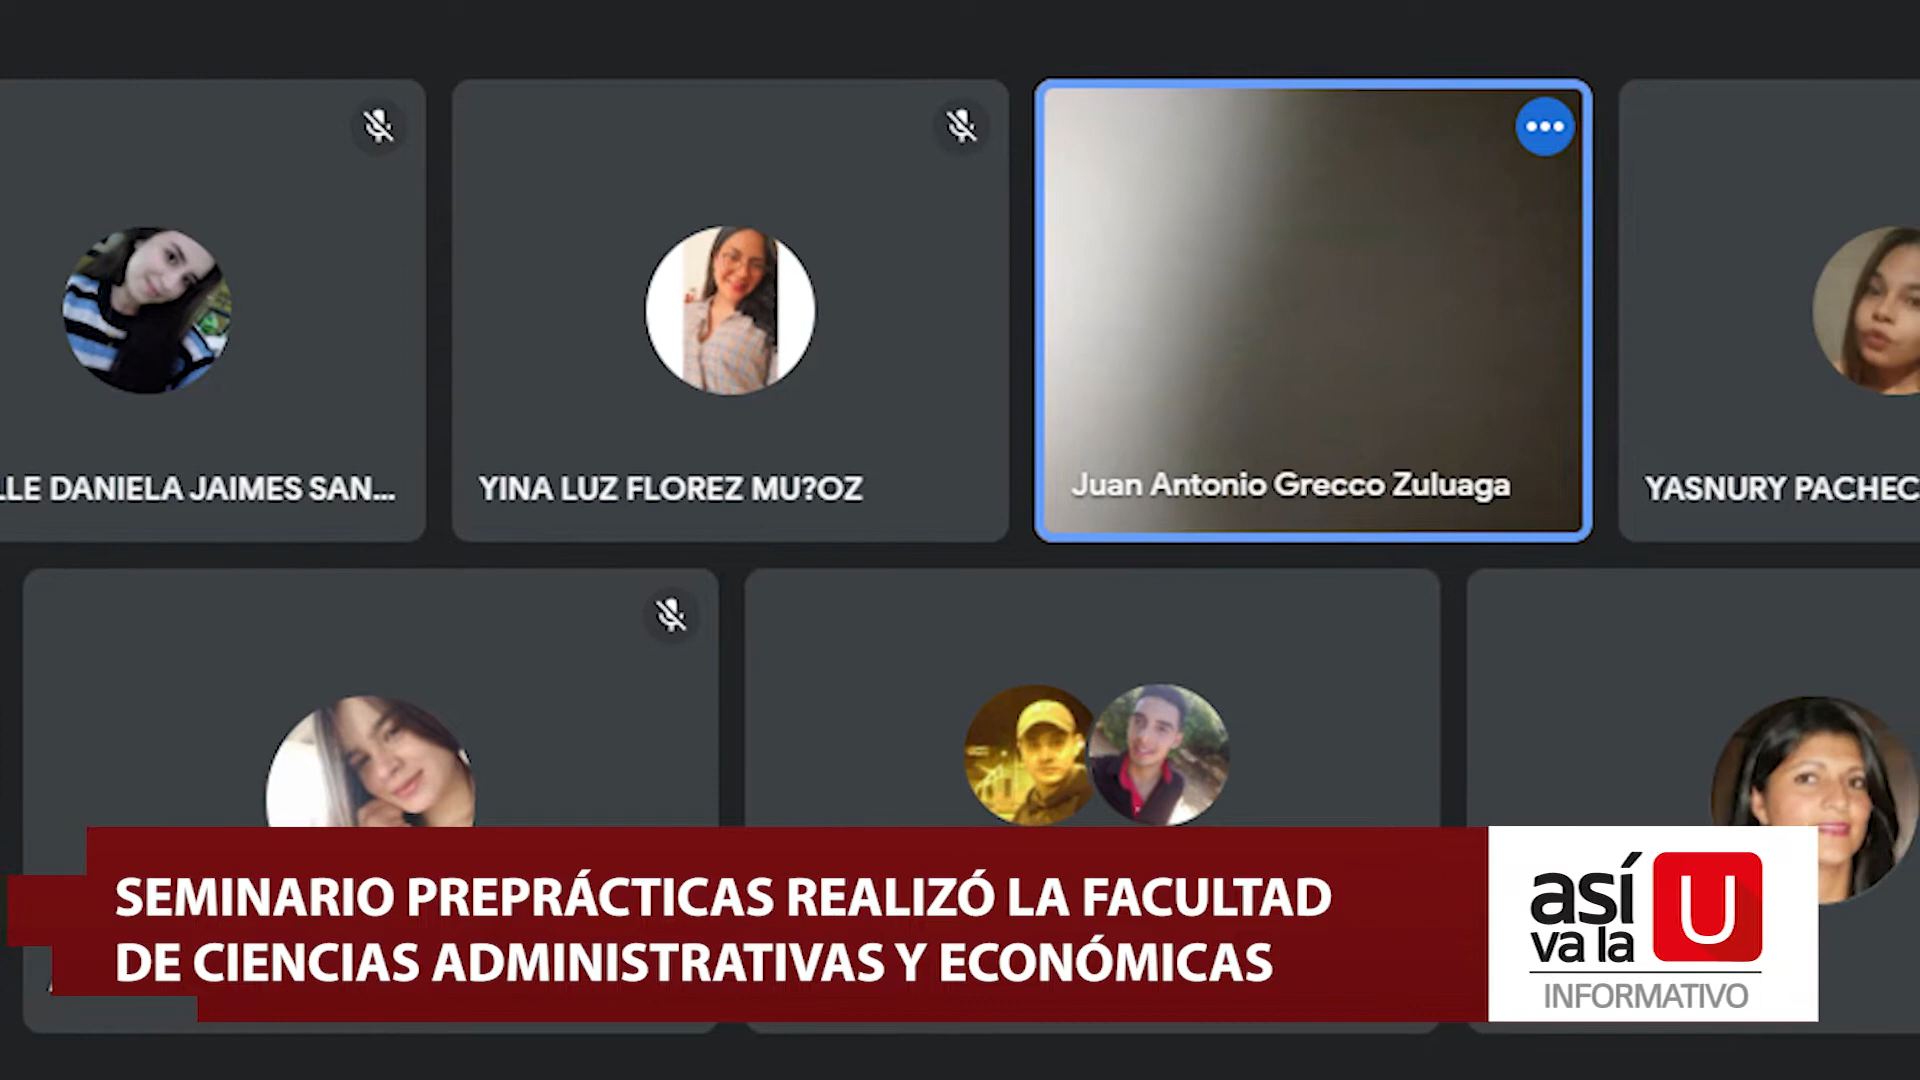 LLE DANIELA JAIMES SAN...
YINA LUZ FLOREZ MU?OZ
Juan Antonio Grecco Zuluaga
YASNURY PACHEC
SEMINARIO PREPRÁCTICAS REALIZÓ LA FACULTAD
DE CIENCIAS ADMINISTRATIVAS Y ECONÓMICAS
así
va la
U
INFORMATIVO